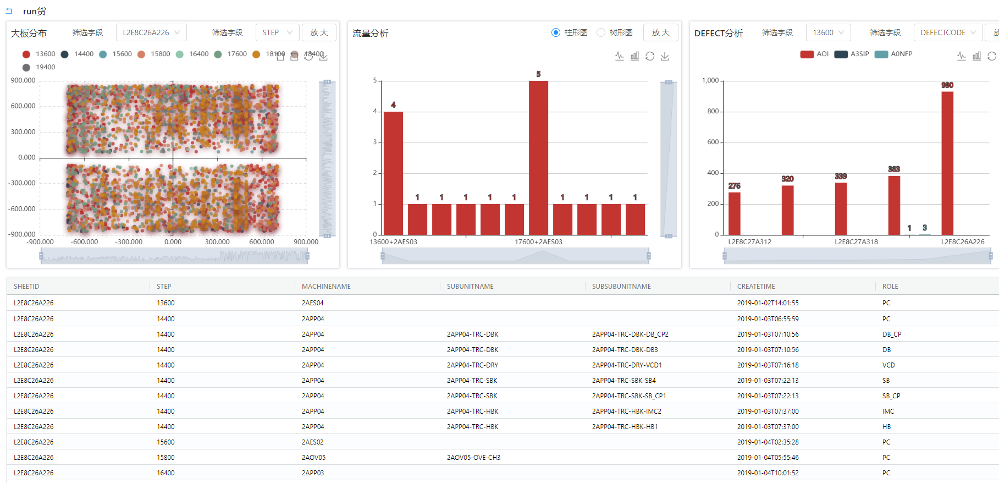 run货
大板分布 筛选字段 L2E8C26A226 筛选字段 STEP 放 大
13600 14400 15600 15800 16400 17600 18100 18400
19400
900.000
600.000
300.000
0.000
-300.000
-600.000
-900.000
-900.000 -600.000 -300.000 0.000 300.000 600.000 900.000
流量分析 柱形图 树形图 放 大
5
4
3
2
1
0
4 1 1 1 1 1 5 1 1 1 1
13600+2AES03 17600+2AES03
DEFECT分析 筛选字段 13600 筛选字段 DEFECTCODE 放
AOI A3SIP A0NFP
1,000
800
600
400
200
0
276 320 339 383 1 3 930
L2E8C27A312 L2E8C27A318 L2E8C26A226
SHEETID STEP MACHINENAME SUBUNITNAME SUBSUBUNITNAME CREATETIME ROLE
L2E8C26A226 13600 2AES04 2019-01-02T14:01:55 PC
L2E8C26A226 14400 2APP04 2019-01-03T06:55:59 PC
L2E8C26A226 14400 2APP04 2APP04-TRC-DBK 2APP04-TRC-DBK-DB_CP2 2019-01-03T07:10:56 DB_CP
L2E8C26A226 14400 2APP04 2APP04-TRC-DBK 2APP04-TRC-DBK-DB3 2019-01-03T07:10:56 DB
L2E8C26A226 14400 2APP04 2APP04-TRC-DRY 2APP04-TRC-DRY-VCD1 2019-01-03T07:16:18 VCD
L2E8C26A226 14400 2APP04 2APP04-TRC-SBK 2APP04-TRC-SBK-SB4 2019-01-03T07:22:13 SB
L2E8C26A226 14400 2APP04 2APP04-TRC-SBK 2APP04-TRC-SBK-SB_CP1 2019-01-03T07:22:13 SB_CP
L2E8C26A226 14400 2APP04 2APP04-TRC-HBK 2APP04-TRC-HBK-IMC2 2019-01-03T07:37:00 IMC
L2E8C26A226 14400 2APP04 2APP04-TRC-HBK 2APP04-TRC-HBK-HB1 2019-01-03T07:37:00 HB
L2E8C26A226 15600 2AES02 2019-01-04T02:35:28 PC
L2E8C26A226 15800 2AOV05 2AOV05-OVE-CH3 2019-01-04T05:55:46 PC
L2E8C26A226 16400 2APP03 2019-01-04T10:01:52 PC